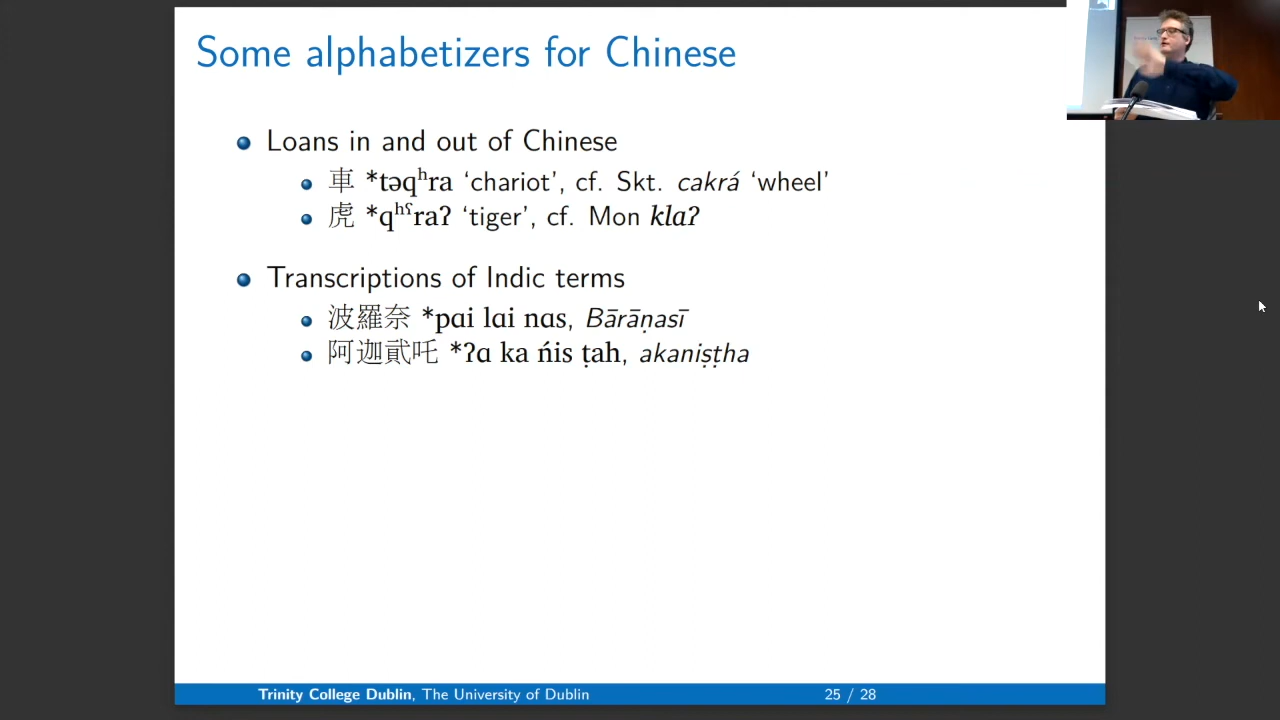 Some alphabetizers for Chinese
Loans in and out of Chinese
車 *təqʰra ‘chariot’, cf. Skt. cakrá ‘wheel’
虎 *qʰˤraʔ ‘tiger’, cf. Mon klaʔ
Transcriptions of Indic terms
波羅奈 *pɑi lɑi nɑs, Bārāṇasī
阿迦貳吒 *ʔɑ ka ńis ṭah, akaniṣṭha
Trinity College Dublin, The University of Dublin
25 / 28